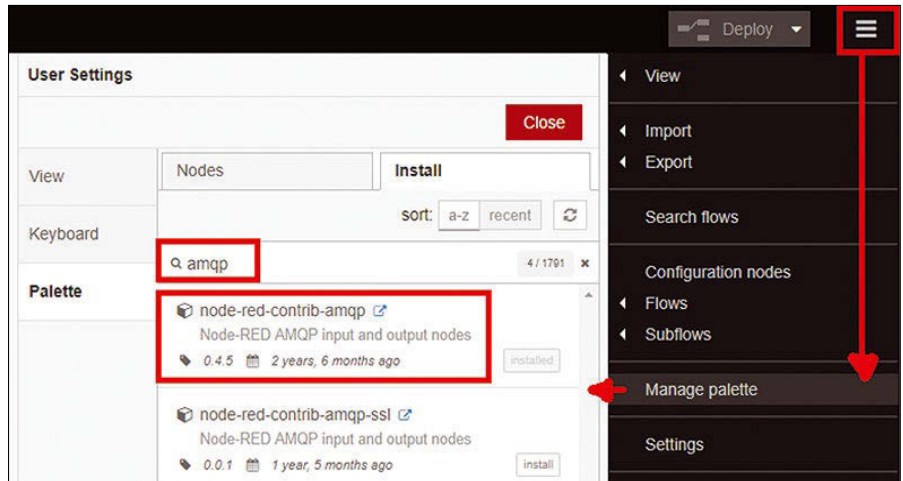 Deploy
User Settings
Close
View
Keyboard
Palette
Nodes
Install
sort: a-z recent
amqp
4 / 1791
node-red-contrib-amqp
Node-RED AMQP input and output nodes
0.4.5 2 years, 6 months ago
installed
node-red-contrib-amqp-ssl
Node-RED AMQP input and output nodes
0.0.1 1 year, 5 months ago
install
View
Import
Export
Search flows
Configuration nodes
Flows
Subflows
Manage palette
Settings